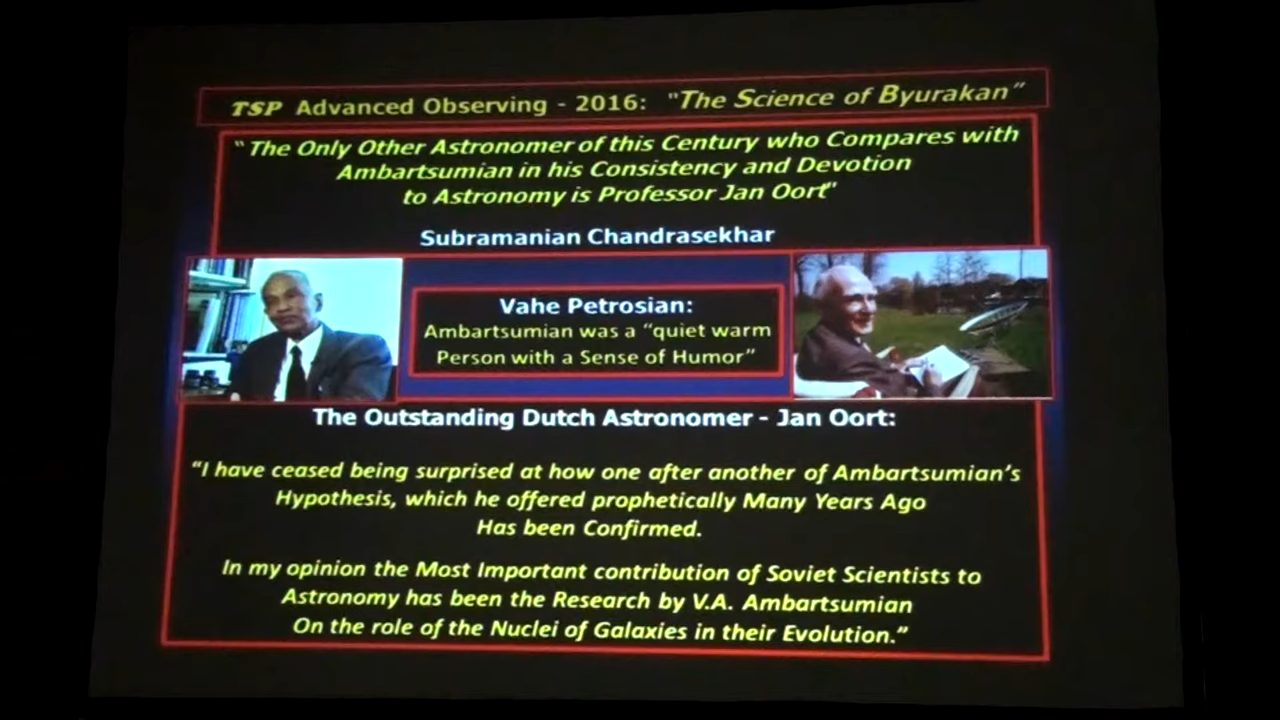 TSP Advanced Observing - 2016: "The Science of Byurakan"
"The Only Other Astronomer of this Century who Compares with
Ambartsumian in his Consistency and Devotion
to Astronomy is Professor Jan Oort"
Subramanian Chandrasekhar
Vahe Petrosian:
Ambartsumian was a "quiet warm
Person with a Sense of Humor"
The Outstanding Dutch Astronomer - Jan Oort:
"I have ceased being surprised at how one after another of Ambartsumian's
Hypothesis, which he offered prophetically Many Years Ago
Has been Confirmed.
In my opinion the Most Important contribution of Soviet Scientists to
Astronomy has been the Research by V.A. Ambartsumian
On the role of the Nuclei of Galaxies in their Evolution."